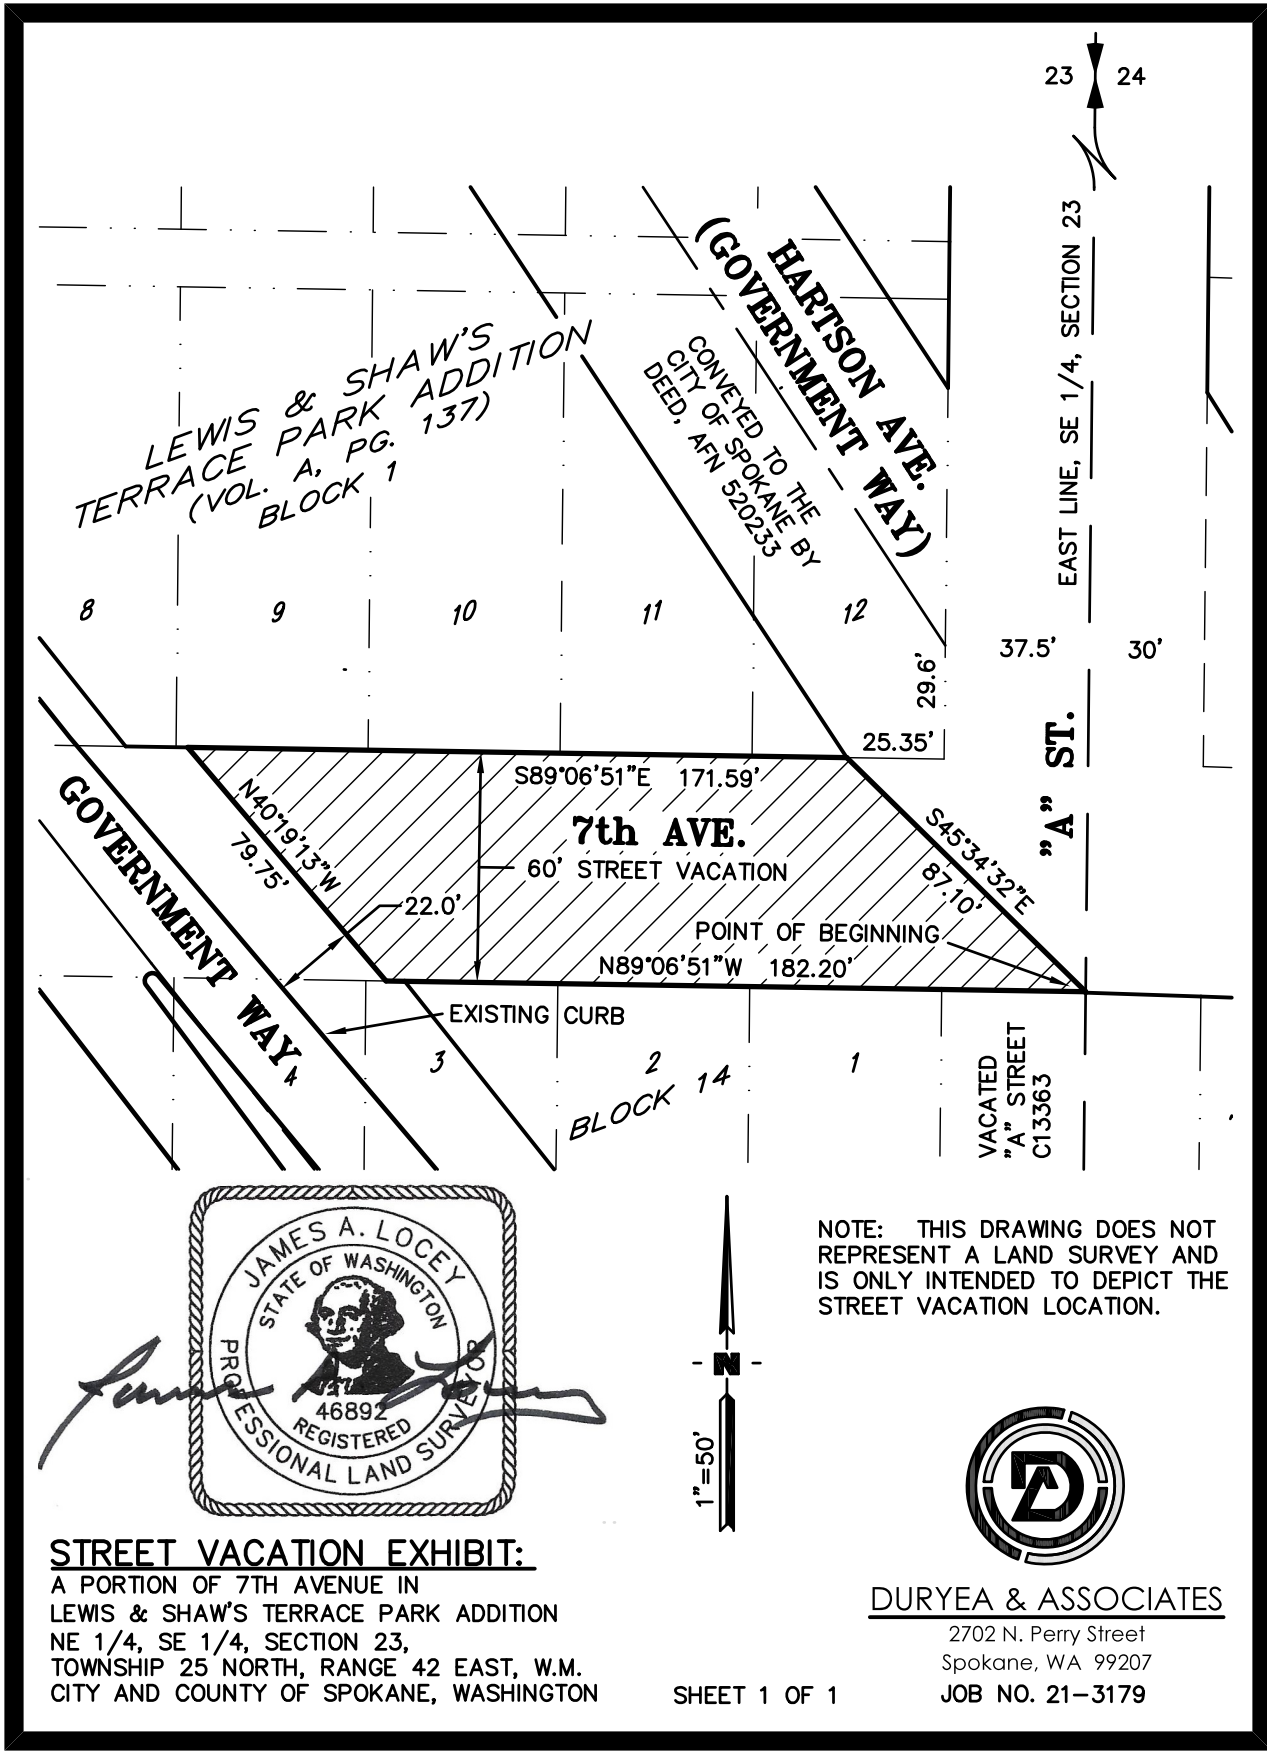 23 24
EAST LINE, SE 1/4, SECTION 23
HARTSON AVE.
(GOVERNMENT WAY)
CONVEYED TO THE
CITY OF SPOKANE BY
DEED, AFN 520233
LEWIS & SHAW'S
TERRACE PARK ADDITION
(VOL. A, PG. 137)
BLOCK 1
8 9 10 11 12
29.6'
37.5' 30'
25.35'
"A" ST.
S89°06'51"E 171.59'
7th AVE.
60' STREET VACATION
N40°19'13"W
79.75'
22.0'
S45°34'32"E
87.10'
POINT OF BEGINNING
N89°06'51"W 182.20'
GOVERNMENT WAY
EXISTING CURB
4 3 2 1
BLOCK 14
VACATED
"A" STREET
C13363
JAMES A. LOCEY
STATE OF WASHINGTON
46892
REGISTERED
PROFESSIONAL LAND SURVEYOR
N
1"=50'
NOTE: THIS DRAWING DOES NOT
REPRESENT A LAND SURVEY AND
IS ONLY INTENDED TO DEPICT THE
STREET VACATION LOCATION.
STREET VACATION EXHIBIT:
A PORTION OF 7TH AVENUE IN
LEWIS & SHAW'S TERRACE PARK ADDITION
NE 1/4, SE 1/4, SECTION 23,
TOWNSHIP 25 NORTH, RANGE 42 EAST, W.M.
CITY AND COUNTY OF SPOKANE, WASHINGTON
SHEET 1 OF 1
DURYEA & ASSOCIATES
2702 N. Perry Street
Spokane, WA 99207
JOB NO. 21-3179